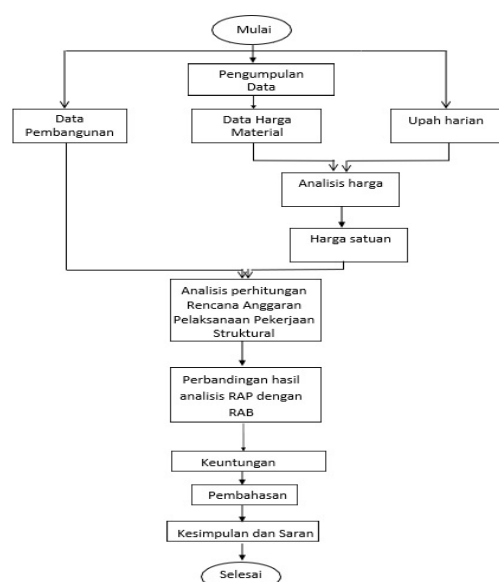 Mulai
Pengumpulan
Data
Data
Pembangunan
Data Harga
Material
Upah harian
Analisis harga
Harga satuan
Analisis perhitungan
Rencana Anggaran
Pelaksanaan Pekerjaan
Struktural
Perbandingan hasil
analisis RAP dengan
RAB
Keuntungan
Pembahasan
Kesimpulan dan Saran
Selesai